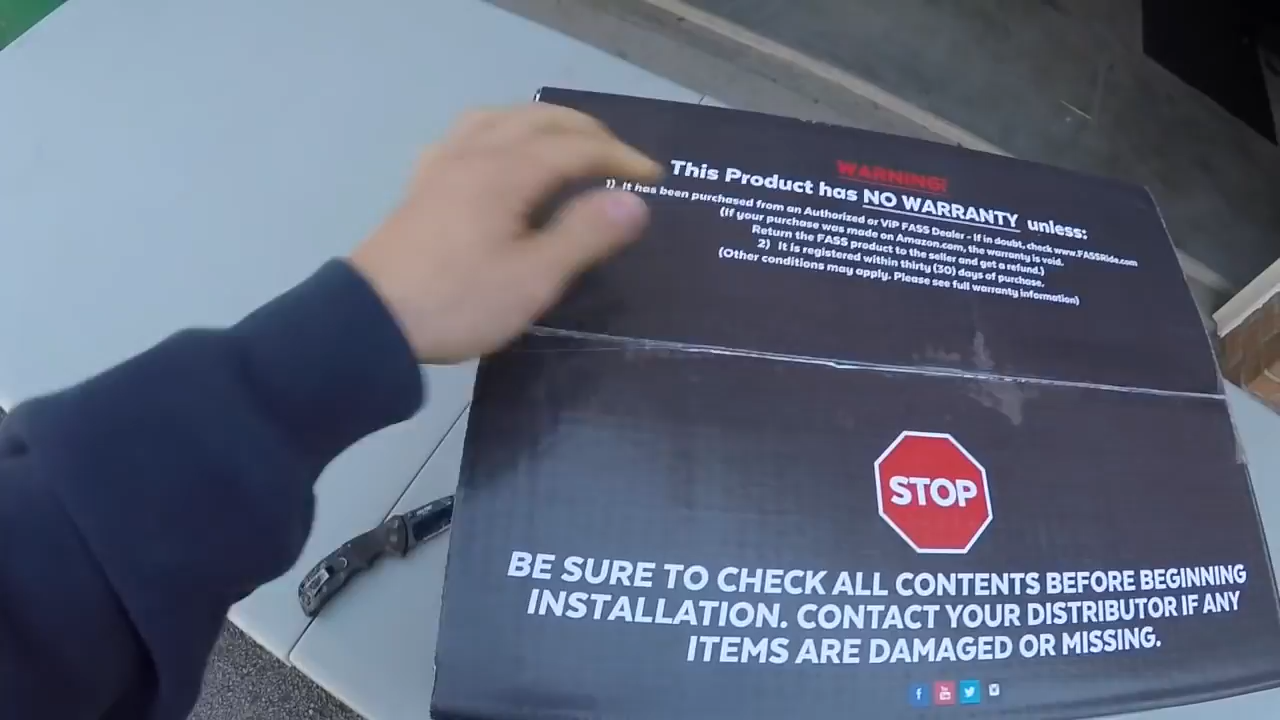 WARNING!
This Product has NO WARRANTY unless:
1) It has been purchased from an Authorized or VIP FASS Dealer - If in doubt, check www.FASSRide.com
(If your purchase was made on Amazon.com, the warranty is void.
Return the FASS product to the seller and get a refund.)
2) It is registered within thirty (30) days of purchase.
(Other conditions may apply. Please see full warranty information)
STOP
BE SURE TO CHECK ALL CONTENTS BEFORE BEGINNING
INSTALLATION. CONTACT YOUR DISTRIBUTOR IF ANY
ITEMS ARE DAMAGED OR MISSING.